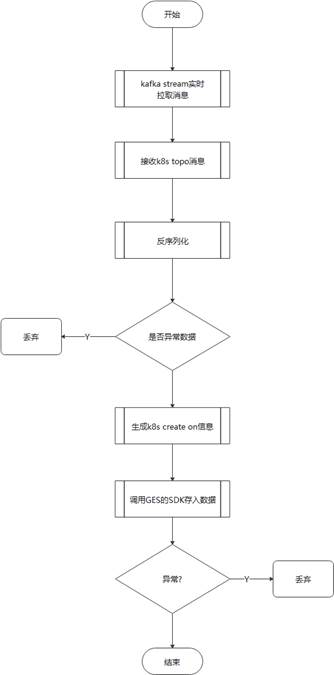 开始
kafka stream实时
拉取消息
接收k8s topo消息
反序列化
是否异常数据
Y
丢弃
生成k8s create on信息
调用GES的SDK存入数据
异常?
Y
丢弃
结束